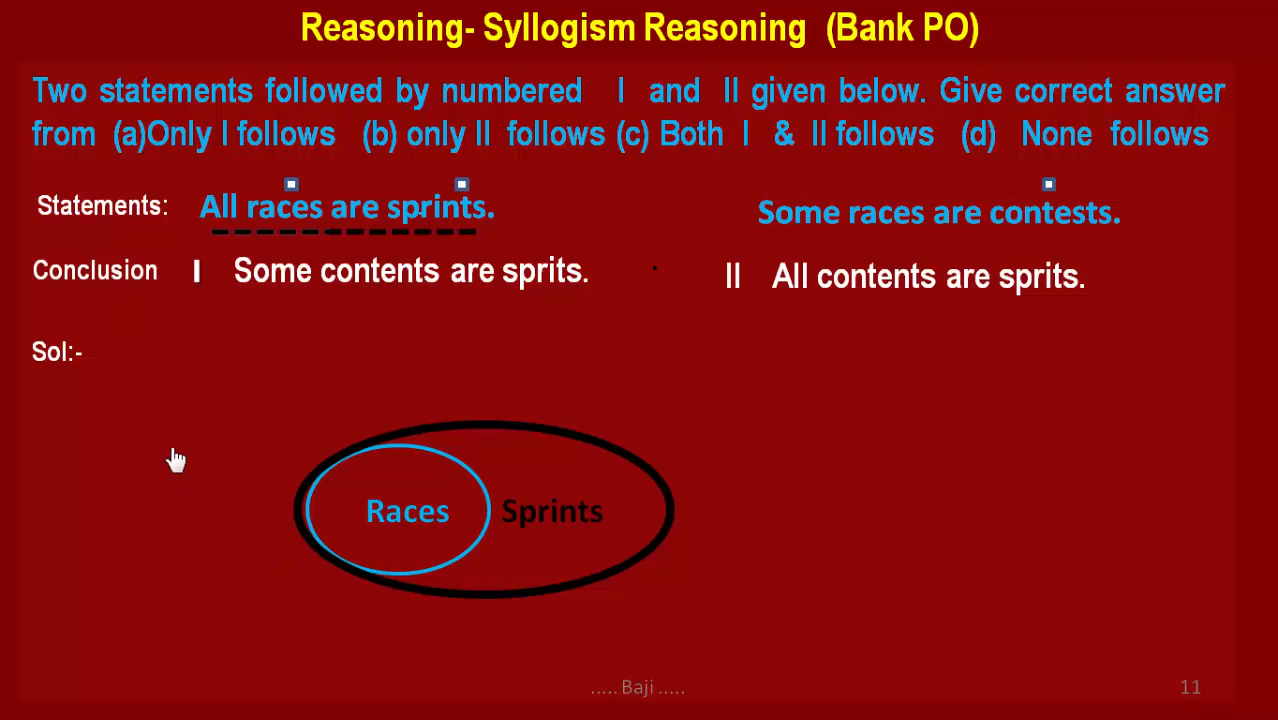 Reasoning- Syllogism Reasoning (Bank PO)
Two statements followed by numbered I and II given below. Give correct answer
from (a)Only I follows (b) only II follows (c) Both I & II follows (d) None follows
Statements: All races are sprints. Some races are contests.
Conclusion I Some contents are sprits. II All contents are sprits.
Sol:-
Races Sprints
..... Baji ..... 11